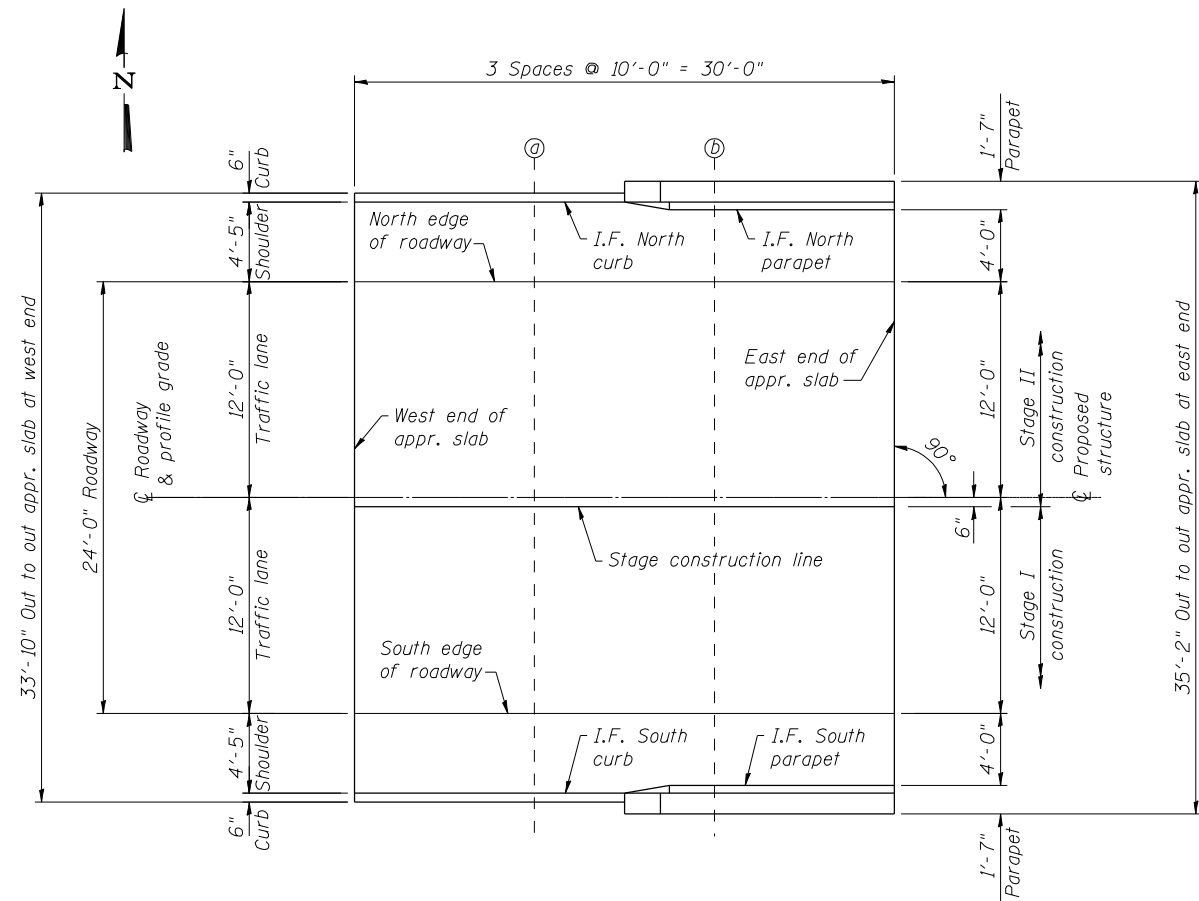 N
3 Spaces @ 10'-0" = 30'-0"
a
b
6"
Curb
4'-5"
Shoulder
12'-0"
Traffic lane
12'-0"
Traffic lane
4'-5"
Shoulder
6"
Curb
33'-10" Out to out appr. slab at west end
24'-0" Roadway
℄ Roadway
& profile grade
North edge
of roadway
I.F. North
curb
I.F. North
parapet
West end of
appr. slab
East end of
appr. slab
90°
Stage construction line
South edge
of roadway
I.F. South
curb
I.F. South
parapet
1'-7"
Parapet
4'-0"
12'-0"
6"
12'-0"
4'-0"
1'-7"
Parapet
Stage II
construction
Stage I
construction
℄ Proposed
structure
35'-2" Out to out appr. slab at east end